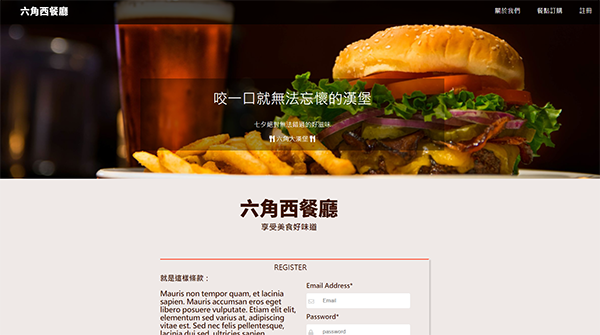 六角西餐廳
關於我們 餐點訂購 註冊
咬一口就無法忘懷的漢堡
七夕絕對無法錯過的好滋味
六角大漢堡
六角西餐廳
享受美食好味道
REGISTER
就是這樣條款：
Mauris non tempor quam, et lacinia
sapien. Mauris accumsan eros eget
libero posuere vulputate. Etiam elit elit,
elementum sed varius at, adipiscing
vitae est. Sed nec felis pellentesque,
lacinia dui sed, ultricies sapien.
Email Address*
Email
Password*
password